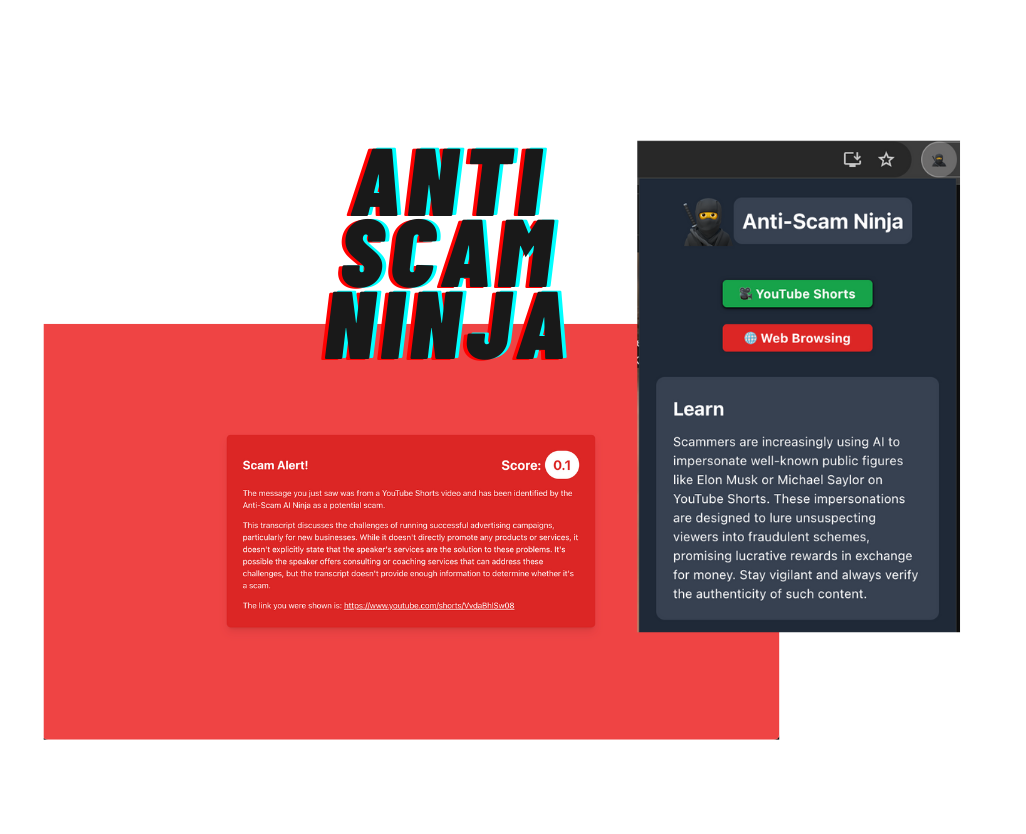 ANTI
SCAM
NINJA
Scam Alert!
Score: 0.1
The message you just saw was from a YouTube Shorts video and has been identified by the
Anti-Scam AI Ninja as a potential scam.
This transcript discusses the challenges of running successful advertising campaigns,
particularly for new businesses. While it doesn't directly promote any products or services, it
doesn't explicitly state that the speaker's services are the solution to these problems. It's
possible the speaker offers consulting or coaching services that can address these
challenges, but the transcript doesn't provide enough information to determine whether it's
a scam.
The link you were shown is: https://www.youtube.com/shorts/VvdaBhlSw08
Anti-Scam Ninja
YouTube Shorts
Web Browsing
Learn
Scammers are increasingly using AI to
impersonate well-known public figures
like Elon Musk or Michael Saylor on
YouTube Shorts. These impersonations
are designed to lure unsuspecting
viewers into fraudulent schemes,
promising lucrative rewards in exchange
for money. Stay vigilant and always verify
the authenticity of such content.